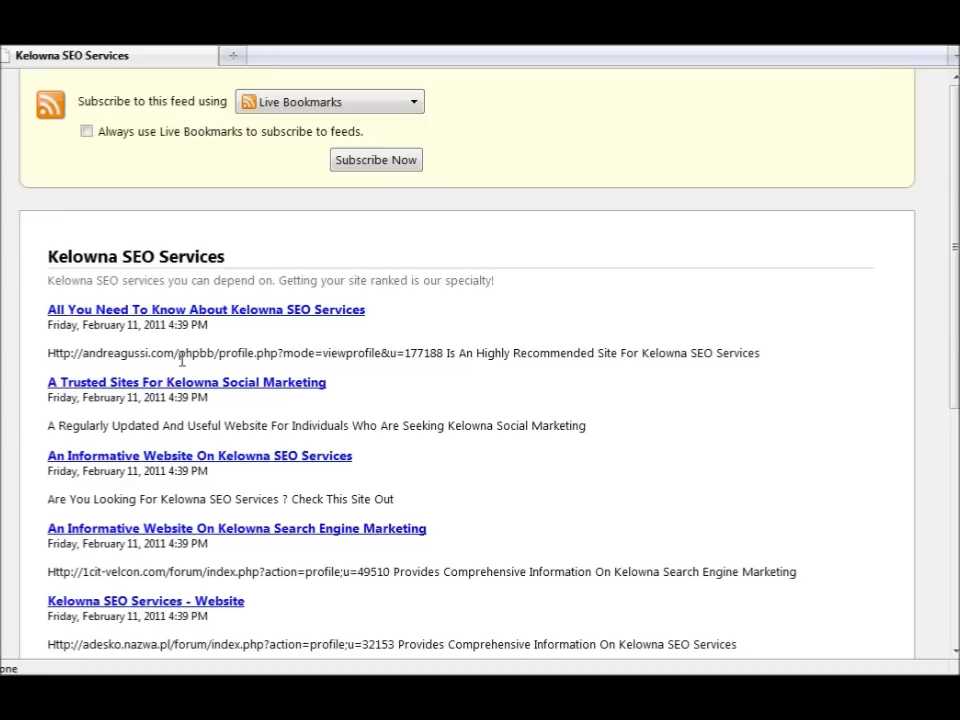 Kelowna SEO Services
Subscribe to this feed using Live Bookmarks
Always use Live Bookmarks to subscribe to feeds.
Subscribe Now
Kelowna SEO Services
Kelowna SEO services you can depend on. Getting your site ranked is our specialty!
All You Need To Know About Kelowna SEO Services
Friday, February 11, 2011 4:39 PM
Http://andreagussi.com/phpbb/profile.php?mode=viewprofile&u=177188 Is An Highly Recommended Site For Kelowna SEO Services
A Trusted Sites For Kelowna Social Marketing
Friday, February 11, 2011 4:39 PM
A Regularly Updated And Useful Website For Individuals Who Are Seeking Kelowna Social Marketing
An Informative Website On Kelowna SEO Services
Friday, February 11, 2011 4:39 PM
Are You Looking For Kelowna SEO Services ? Check This Site Out
An Informative Website On Kelowna Search Engine Marketing
Friday, February 11, 2011 4:39 PM
Http://1cit-velcon.com/forum/index.php?action=profile;u=49510 Provides Comprehensive Information On Kelowna Search Engine Marketing
Kelowna SEO Services - Website
Friday, February 11, 2011 4:39 PM
Http://adesko.nazwa.pl/forum/index.php?action=profile;u=32153 Provides Comprehensive Information On Kelowna SEO Services
one